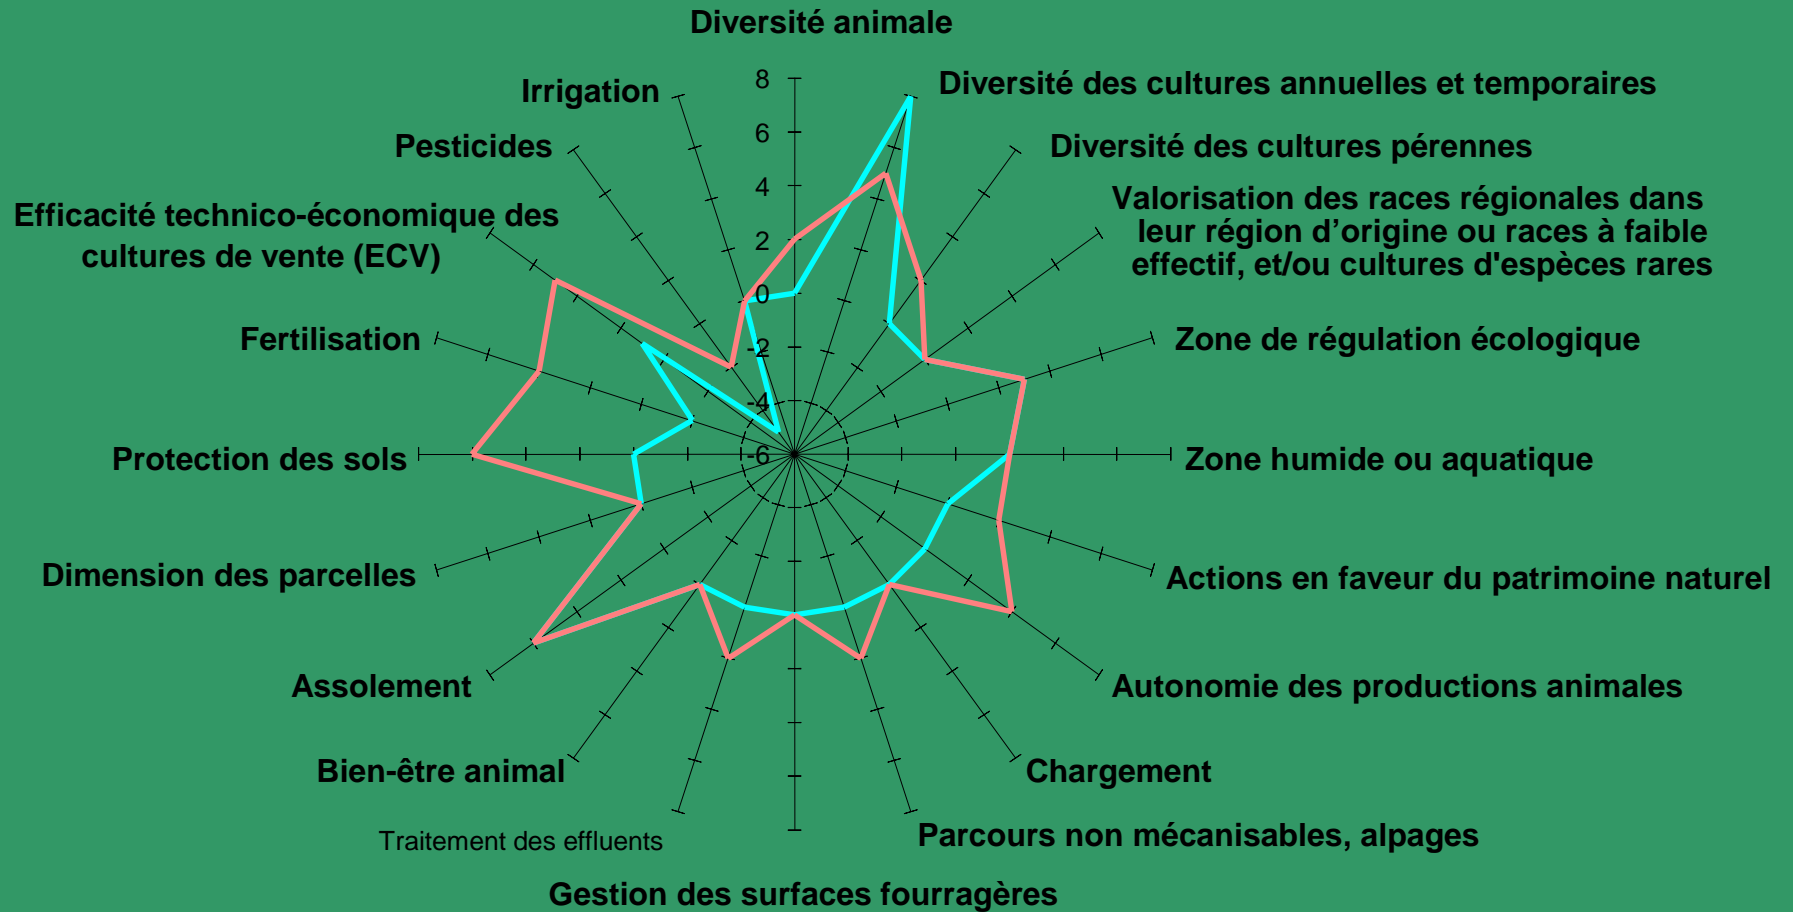 Diversité animale
Diversité des cultures annuelles et temporaires
Diversité des cultures pérennes
Valorisation des races régionales dans
leur région d’origine ou races à faible
effectif, et/ou cultures d'espèces rares
Zone de régulation écologique
Zone humide ou aquatique
Actions en faveur du patrimoine naturel
Autonomie des productions animales
Chargement
Parcours non mécanisables, alpages
Gestion des surfaces fourragères
Traitement des effluents
Bien-être animal
Assolement
Dimension des parcelles
Protection des sols
Fertilisation
Efficacité technico-économique des
cultures de vente (ECV)
Pesticides
Irrigation
8
6
4
2
0
-2
-4
-6